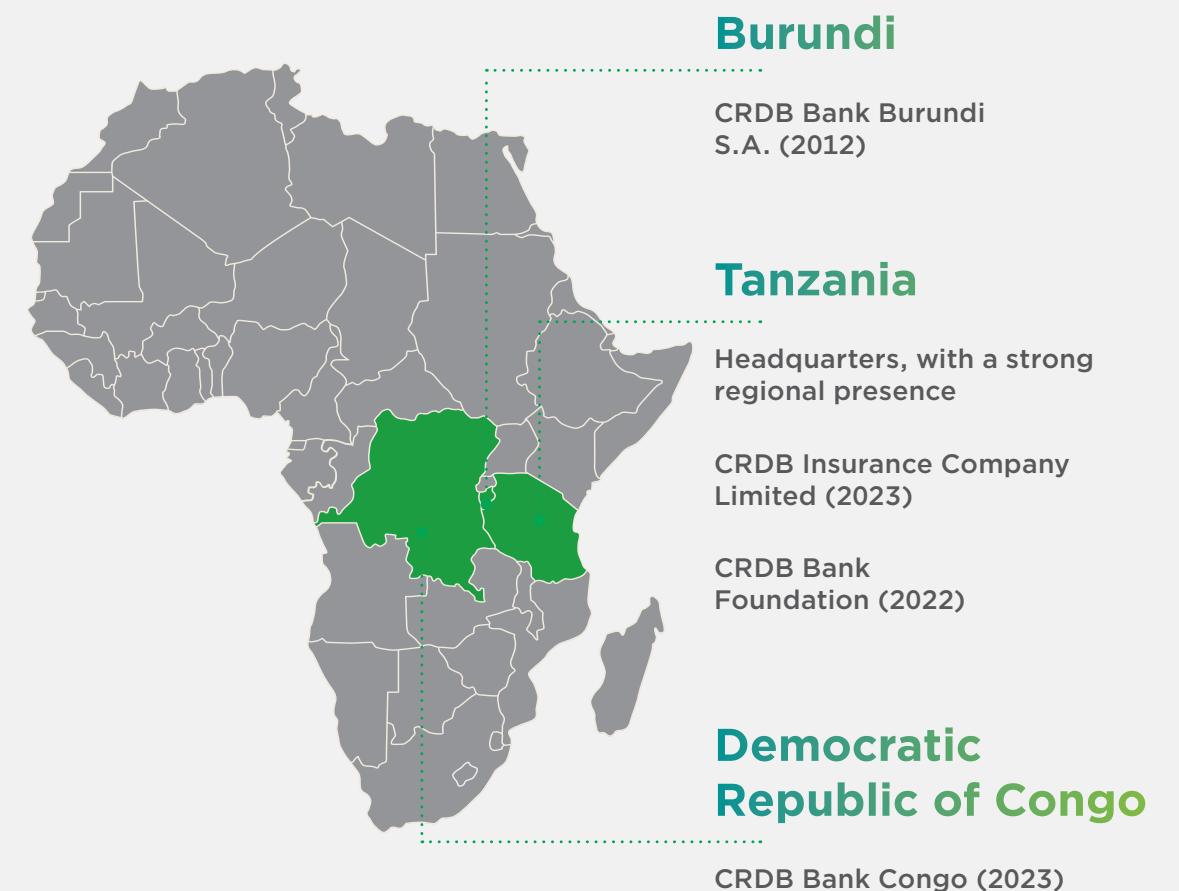 Burundi
CRDB Bank Burundi
S.A. (2012)
Tanzania
Headquarters, with a strong
regional presence
CRDB Insurance Company
Limited (2023)
CRDB Bank
Foundation (2022)
Democratic
Republic of Congo
CRDB Bank Congo (2023)